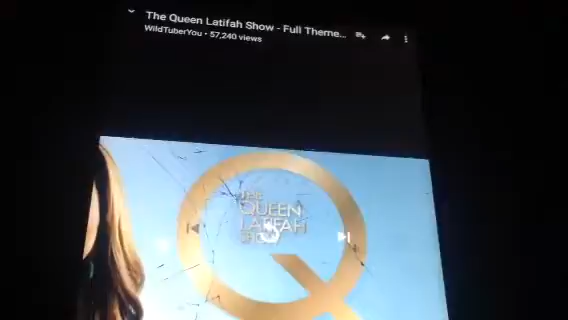 The Queen Latifah Show - Full Theme...
WildTuberYou • 57,240 views
THE
QUEEN
LATIFAH
SHOW